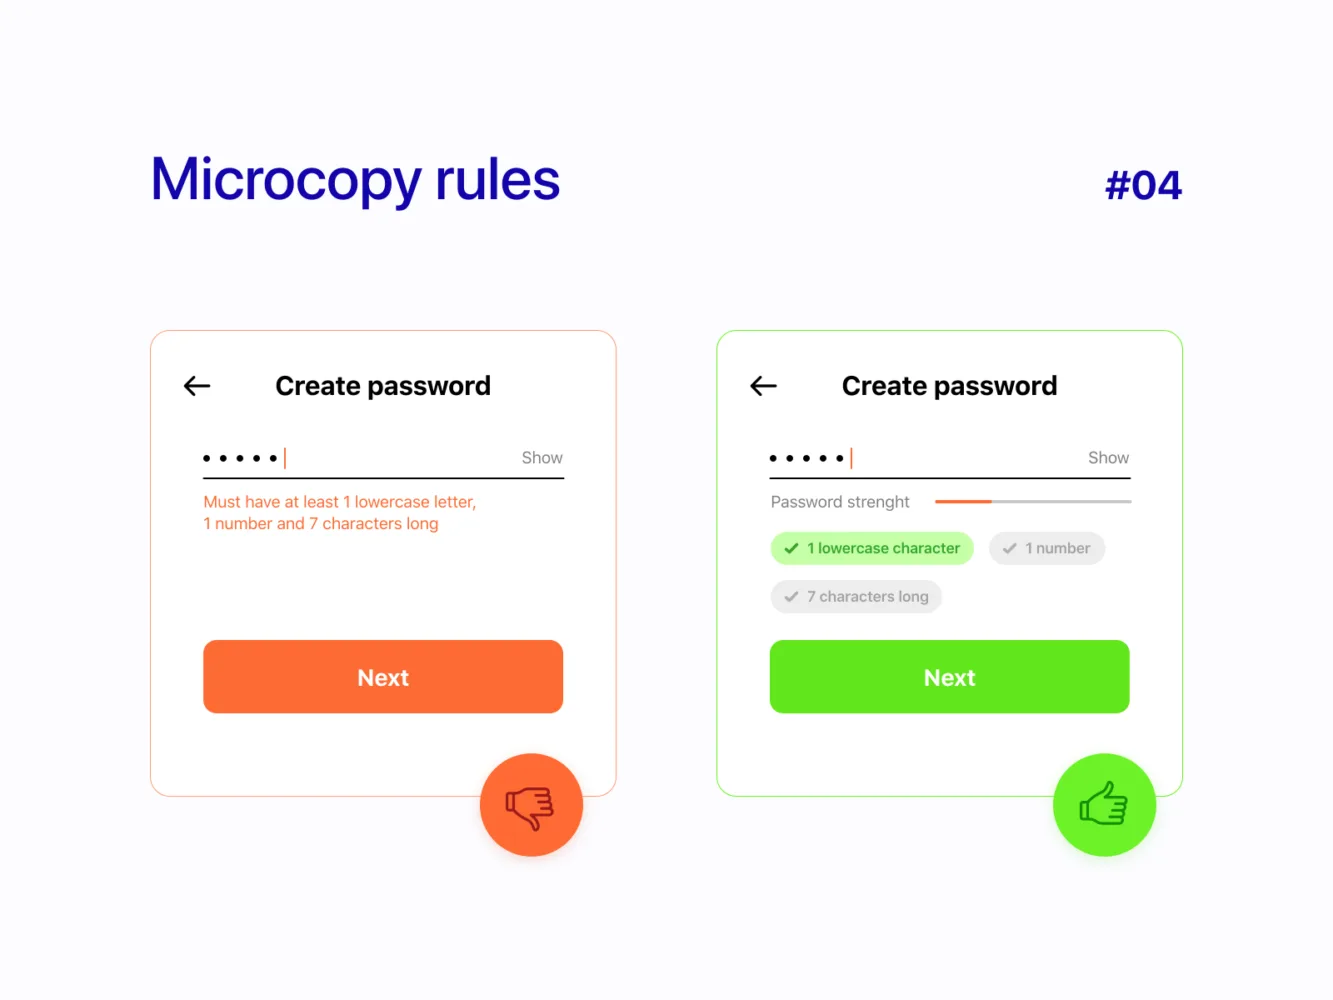 Microcopy rules
#04
Create password
Show
Must have at least 1 lowercase letter,
1 number and 7 characters long
Next
Create password
Show
Password strenght
1 lowercase character
1 number
7 characters long
Next